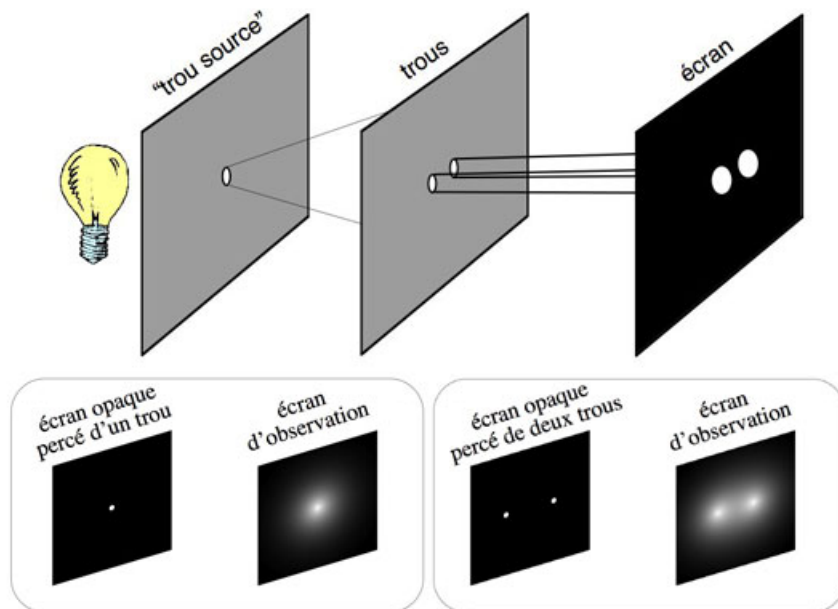 “trou source”
trous
écran
écran opaque
percé d'un trou
écran
d'observation
écran opaque
percé de deux trous
écran
d'observation